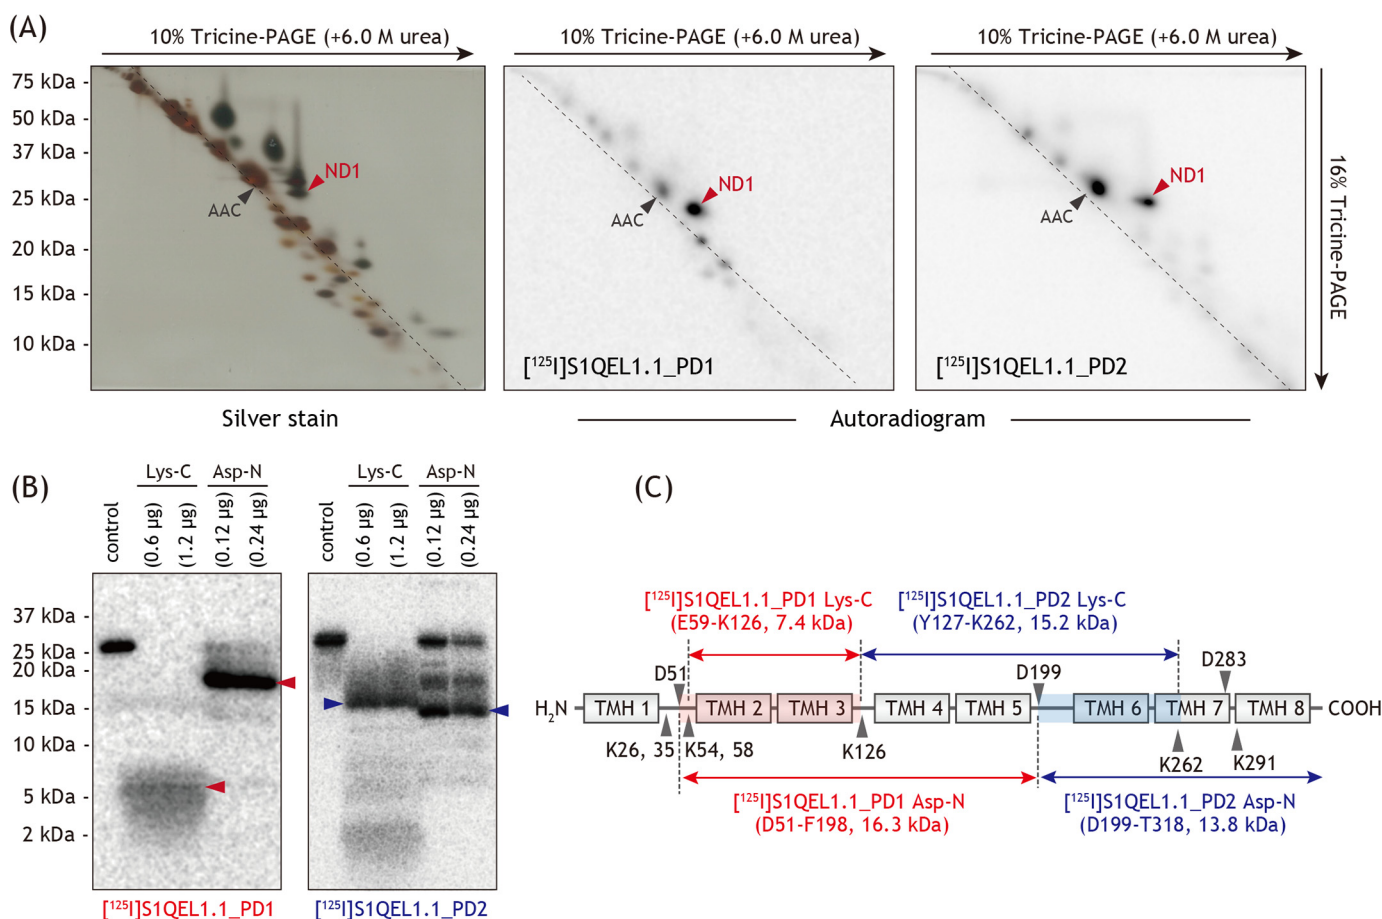 (A)
10% Tricine-PAGE (+6.0 M urea)
10% Tricine-PAGE (+6.0 M urea)
10% Tricine-PAGE (+6.0 M urea)
75 kDa -
50 kDa -
37 kDa -
25 kDa -
20 kDa -
15 kDa -
10 kDa -
ND1
AAC
ND1
AAC
[¹²⁵I]S1QEL1.1_PD1
ND1
AAC
[¹²⁵I]S1QEL1.1_PD2
16% Tricine-PAGE
Silver stain
Autoradiogram
(B)
Lys-C
Asp-N
control
(0.6 µg)
(1.2 µg)
(0.12 µg)
(0.24 µg)
Lys-C
Asp-N
control
(0.6 µg)
(1.2 µg)
(0.12 µg)
(0.24 µg)
37 kDa -
25 kDa -
20 kDa -
15 kDa -
10 kDa -
5 kDa -
2 kDa -
[¹²⁵I]S1QEL1.1_PD1
[¹²⁵I]S1QEL1.1_PD2
(C)
[¹²⁵I]S1QEL1.1_PD1 Lys-C
(E59-K126, 7.4 kDa)
[¹²⁵I]S1QEL1.1_PD2 Lys-C
(Y127-K262, 15.2 kDa)
D51
D199
D283
H₂N
TMH 1
TMH 2
TMH 3
TMH 4
TMH 5
TMH 6
TMH 7
TMH 8
COOH
K26, 35
K54, 58
K126
K262
K291
[¹²⁵I]S1QEL1.1_PD1 Asp-N
(D51-F198, 16.3 kDa)
[¹²⁵I]S1QEL1.1_PD2 Asp-N
(D199-T318, 13.8 kDa)